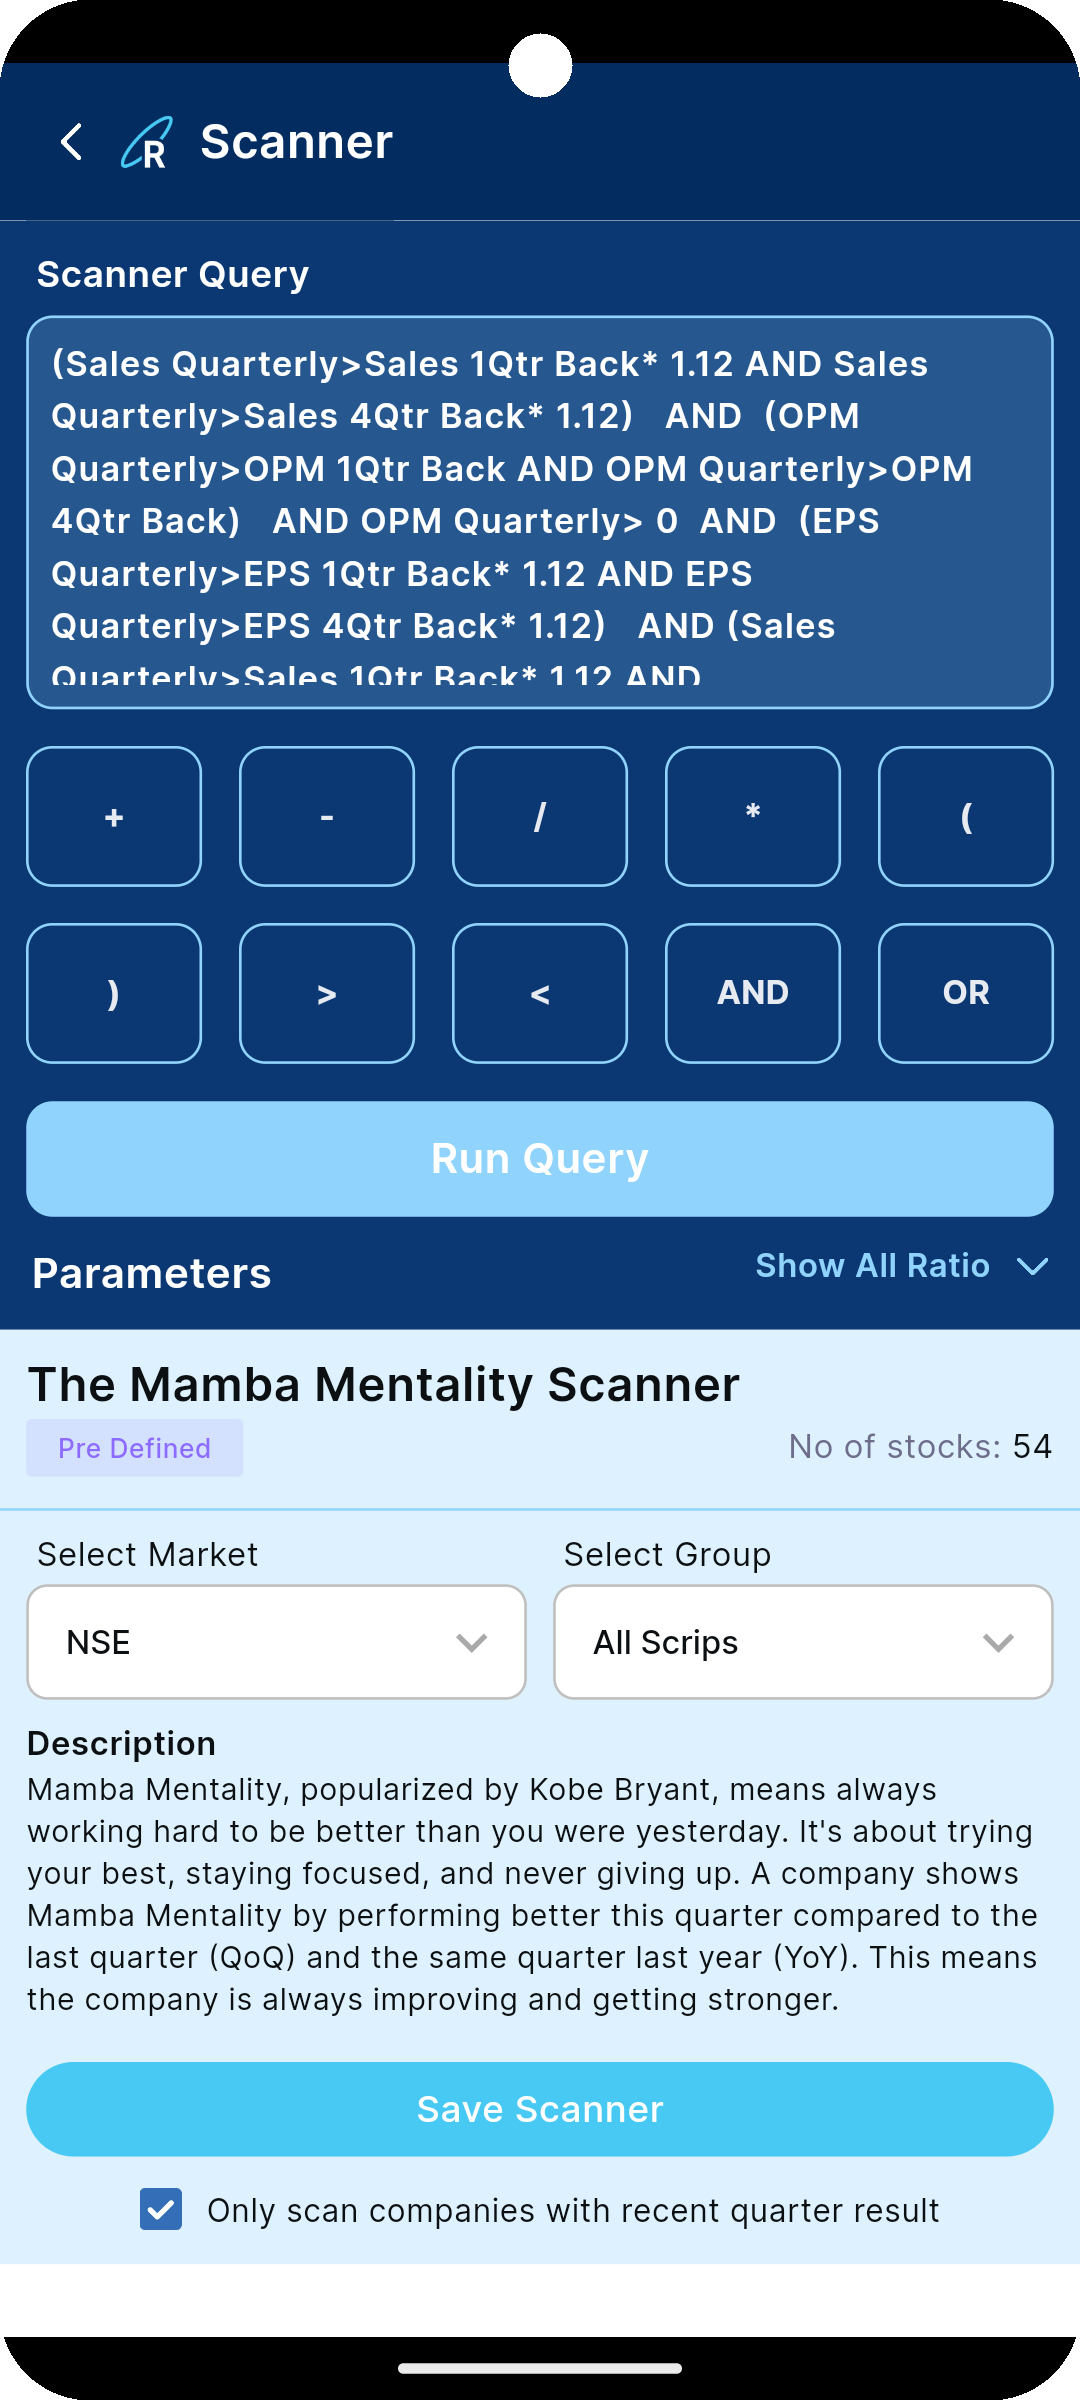 R
Scanner
Scanner Query
(Sales Quarterly>Sales 1Qtr Back* 1.12 AND Sales
Quarterly>Sales 4Qtr Back* 1.12)   AND  (OPM
Quarterly>OPM 1Qtr Back AND OPM Quarterly>OPM
4Qtr Back)   AND OPM Quarterly> 0  AND  (EPS
Quarterly>EPS 1Qtr Back* 1.12 AND EPS
Quarterly>EPS 4Qtr Back* 1.12)   AND (Sales
Quarterly>Sales 1Qtr Back* 1.12 AND
+ - / * (
) > < AND OR
Run Query
Parameters
Show All Ratio
The Mamba Mentality Scanner
Pre Defined
No of stocks: 54
Select Market
Select Group
NSE
All Scrips
Description
Mamba Mentality, popularized by Kobe Bryant, means always
working hard to be better than you were yesterday. It's about trying
your best, staying focused, and never giving up. A company shows
Mamba Mentality by performing better this quarter compared to the
last quarter (QoQ) and the same quarter last year (YoY). This means
the company is always improving and getting stronger.
Save Scanner
Only scan companies with recent quarter result